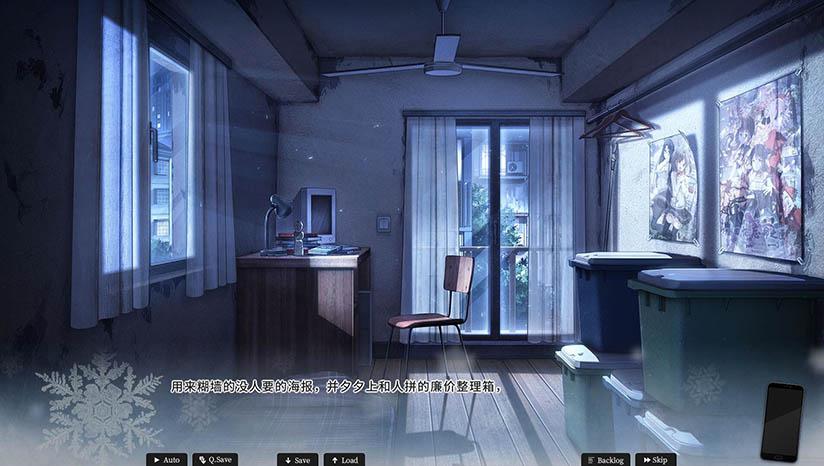 用来糊墙的没人要的海报，并夕夕上和人拼的廉价整理箱，
Auto
Q.Save
Save
Load
Backlog
Skip